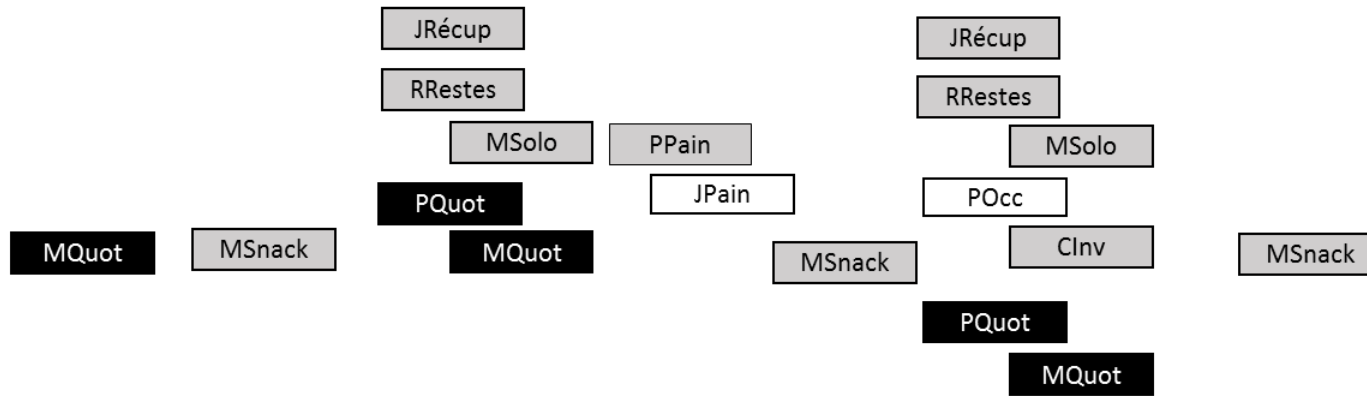 JRécup
JRécup
RRestes
RRestes
MSolo
PPain
MSolo
JPain
POcc
PQuot
MQuot
MSnack
MQuot
MSnack
CInv
MSnack
PQuot
MQuot